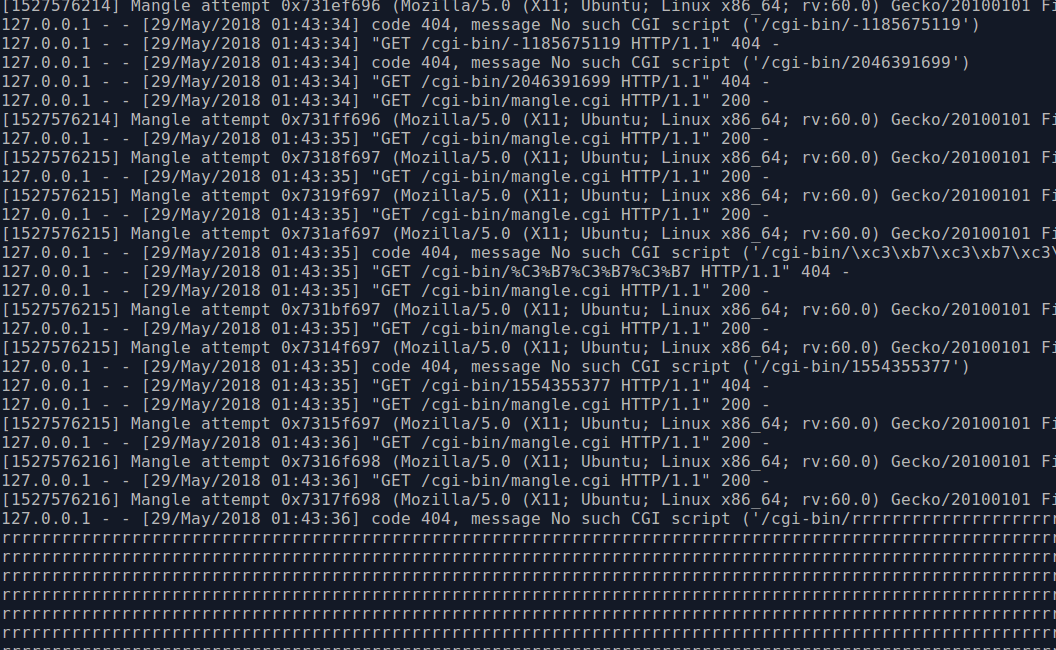 [1527576214] Mangle attempt 0x731ef696 (Mozilla/5.0 (X11; Ubuntu; Linux x86_64; rv:60.0) Gecko/20100101 Fi
127.0.0.1 - - [29/May/2018 01:43:34] code 404, message No such CGI script ('/cgi-bin/-1185675119')
127.0.0.1 - - [29/May/2018 01:43:34] "GET /cgi-bin/-1185675119 HTTP/1.1" 404 -
127.0.0.1 - - [29/May/2018 01:43:34] code 404, message No such CGI script ('/cgi-bin/2046391699')
127.0.0.1 - - [29/May/2018 01:43:34] "GET /cgi-bin/2046391699 HTTP/1.1" 404 -
127.0.0.1 - - [29/May/2018 01:43:34] "GET /cgi-bin/mangle.cgi HTTP/1.1" 200 -
[1527576214] Mangle attempt 0x731ff696 (Mozilla/5.0 (X11; Ubuntu; Linux x86_64; rv:60.0) Gecko/20100101 Fi
127.0.0.1 - - [29/May/2018 01:43:35] "GET /cgi-bin/mangle.cgi HTTP/1.1" 200 -
[1527576215] Mangle attempt 0x7318f697 (Mozilla/5.0 (X11; Ubuntu; Linux x86_64; rv:60.0) Gecko/20100101 Fi
127.0.0.1 - - [29/May/2018 01:43:35] "GET /cgi-bin/mangle.cgi HTTP/1.1" 200 -
[1527576215] Mangle attempt 0x7319f697 (Mozilla/5.0 (X11; Ubuntu; Linux x86_64; rv:60.0) Gecko/20100101 Fi
127.0.0.1 - - [29/May/2018 01:43:35] "GET /cgi-bin/mangle.cgi HTTP/1.1" 200 -
[1527576215] Mangle attempt 0x731af697 (Mozilla/5.0 (X11; Ubuntu; Linux x86_64; rv:60.0) Gecko/20100101 Fi
127.0.0.1 - - [29/May/2018 01:43:35] code 404, message No such CGI script ('/cgi-bin/\xc3\xb7\xc3\xb7\xc3\
127.0.0.1 - - [29/May/2018 01:43:35] "GET /cgi-bin/%C3%B7%C3%B7%C3%B7 HTTP/1.1" 404 -
127.0.0.1 - - [29/May/2018 01:43:35] "GET /cgi-bin/mangle.cgi HTTP/1.1" 200 -
[1527576215] Mangle attempt 0x731bf697 (Mozilla/5.0 (X11; Ubuntu; Linux x86_64; rv:60.0) Gecko/20100101 Fi
127.0.0.1 - - [29/May/2018 01:43:35] "GET /cgi-bin/mangle.cgi HTTP/1.1" 200 -
[1527576215] Mangle attempt 0x7314f697 (Mozilla/5.0 (X11; Ubuntu; Linux x86_64; rv:60.0) Gecko/20100101 Fi
127.0.0.1 - - [29/May/2018 01:43:35] code 404, message No such CGI script ('/cgi-bin/1554355377')
127.0.0.1 - - [29/May/2018 01:43:35] "GET /cgi-bin/1554355377 HTTP/1.1" 404 -
127.0.0.1 - - [29/May/2018 01:43:35] "GET /cgi-bin/mangle.cgi HTTP/1.1" 200 -
[1527576215] Mangle attempt 0x7315f697 (Mozilla/5.0 (X11; Ubuntu; Linux x86_64; rv:60.0) Gecko/20100101 Fi
127.0.0.1 - - [29/May/2018 01:43:36] "GET /cgi-bin/mangle.cgi HTTP/1.1" 200 -
[1527576216] Mangle attempt 0x7316f698 (Mozilla/5.0 (X11; Ubuntu; Linux x86_64; rv:60.0) Gecko/20100101 Fi
127.0.0.1 - - [29/May/2018 01:43:36] "GET /cgi-bin/mangle.cgi HTTP/1.1" 200 -
[1527576216] Mangle attempt 0x7317f698 (Mozilla/5.0 (X11; Ubuntu; Linux x86_64; rv:60.0) Gecko/20100101 Fi
127.0.0.1 - - [29/May/2018 01:43:36] code 404, message No such CGI script ('/cgi-bin/rrrrrrrrrrrrrrrrrrrrr
rrrrrrrrrrrrrrrrrrrrrrrrrrrrrrrrrrrrrrrrrrrrrrrrrrrrrrrrrrrrrrrrrrrrrrrrrrrrrrrrrrrrrrrrrrrrrrrrrrrrrrrrrr
rrrrrrrrrrrrrrrrrrrrrrrrrrrrrrrrrrrrrrrrrrrrrrrrrrrrrrrrrrrrrrrrrrrrrrrrrrrrrrrrrrrrrrrrrrrrrrrrrrrrrrrrrr
rrrrrrrrrrrrrrrrrrrrrrrrrrrrrrrrrrrrrrrrrrrrrrrrrrrrrrrrrrrrrrrrrrrrrrrrrrrrrrrrrrrrrrrrrrrrrrrrrrrrrrrrrr
rrrrrrrrrrrrrrrrrrrrrrrrrrrrrrrrrrrrrrrrrrrrrrrrrrrrrrrrrrrrrrrrrrrrrrrrrrrrrrrrrrrrrrrrrrrrrrrrrrrrrrrrrr
rrrrrrrrrrrrrrrrrrrrrrrrrrrrrrrrrrrrrrrrrrrrrrrrrrrrrrrrrrrrrrrrrrrrrrrrrrrrrrrrrrrrrrrrrrrrrrrrrrrrrrrrrr
rrrrrrrrrrrrrrrrrrrrrrrrrrrrrrrrrrrrrrrrrrrrrrrrrrrrrrrrrrrrrrrrrrrrrrrrrrrrrrrrrrrrrrrrrrrrrrrrrrrrrrrrrr
rrrrrrrrrrrrrrrrrrrrrrrrrrrrrrrrrrrrrrrrrrrrrrrrrrrrrrrrrrrrrrrrrrrrrrrrrrrrrrrrrrrrrrrrrrrrrrrrrrrrrrrrrr